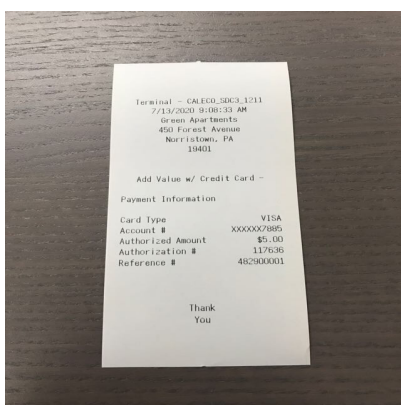 Terminal - CALECO_SDC3_1211
7/13/2020 9:08:33 AM
Green Apartments
450 Forest Avenue
Norristown, PA
19401
Add Value w/ Credit Card -
Payment Information
Card Type VISA
Account # XXXXXX7885
Authorized Amount $5.00
Authorization # 117636
Reference # 482900001
Thank
You